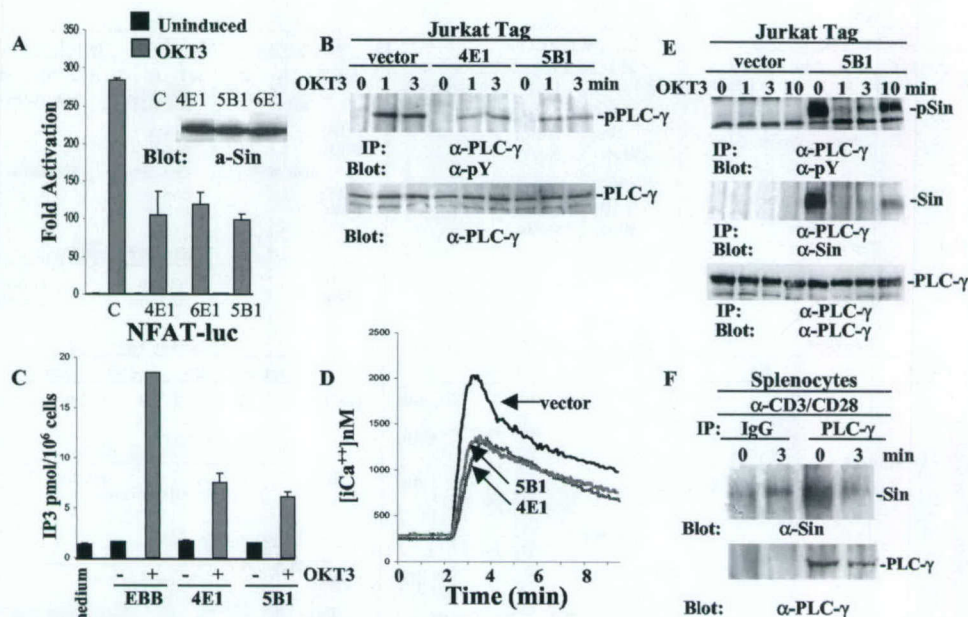 A
Uninduced
OKT3
Fold Activation
350
300
250
200
150
100
50
0
C 4E1 5B1 6E1
Blot: a-Sin
C 4E1 6E1 5B1
NFAT-luc
B
Jurkat Tag
vector 4E1 5B1
OKT3 0 1 3 0 1 3 0 1 3 min
-pPLC-γ
IP: α-PLC-γ
Blot: α-pY
-PLC-γ
Blot: α-PLC-γ
E
Jurkat Tag
vector 5B1
OKT3 0 1 3 10 0 1 3 10 min
-pSin
IP: α-PLC-γ
Blot: α-pY
-Sin
IP: α-PLC-γ
Blot: α-Sin
-PLC-γ
IP: α-PLC-γ
Blot: α-PLC-γ
C
IP3 pmol/10⁶ cells
20
15
10
5
0
- + - + - + OKT3
EBB 4E1 5B1
D
[iCa⁺⁺]nM
2500
2000
1500
1000
500
0
vector
5B1
4E1
0 2 4 6 8
Time (min)
F
Splenocytes
α-CD3/CD28
IP: IgG PLC-γ
0 3 0 3 min
-Sin
Blot: α-Sin
-PLC-γ
Blot: α-PLC-γ